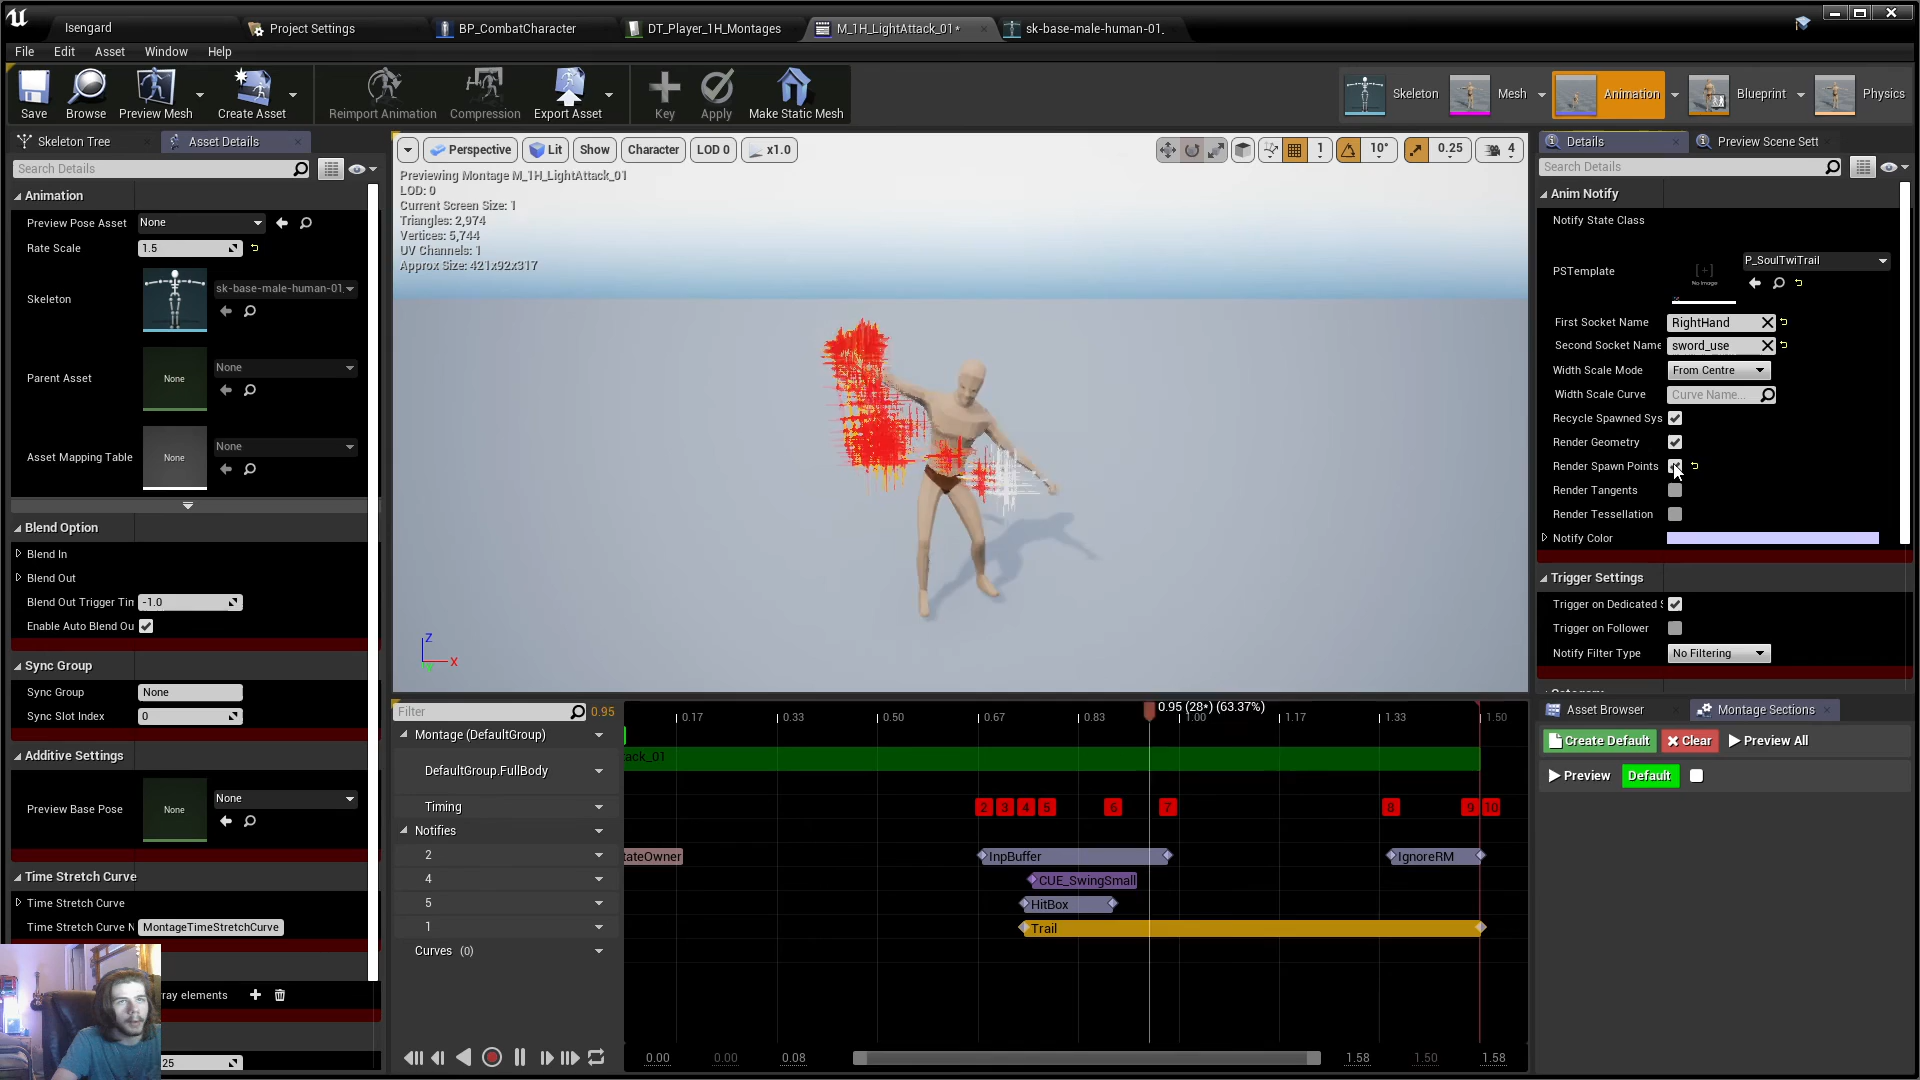 Isengard
Project Settings
BP_CombatCharacter
DT_Player_1H_Montages
M_1H_LightAttack_01*
sk-base-male-human-01_
File Edit Asset Window Help
Save
Browse
Preview Mesh
Create Asset
Reimport Animation
Compression
Export Asset
Key
Apply
Make Static Mesh
Skeleton
Mesh
Animation
Blueprint
Physics
Skeleton Tree
Asset Details
Search Details
Animation
Preview Pose Asset None
Rate Scale 1.5
Skeleton sk-base-male-human-01_
Parent Asset None None
Asset Mapping Table None None
Blend Option
Blend In
Blend Out
Blend Out Trigger Tin -1.0
Enable Auto Blend Ou
Sync Group
Sync Group None
Sync Slot Index 0
Additive Settings
Preview Base Pose None None
Time Stretch Curve
Time Stretch Curve
Time Stretch Curve N MontageTimeStretchCurve
ray elements
25
Perspective Lit Show Character LOD 0 x1.0
1 10° 0.25 4
Previewing Montage M_1H_LightAttack_01
LOD: 0
Current Screen Size: 1
Triangles: 2,974
Vertices: 5,744
UV Channels: 1
Approx Size: 421x92x317
Z
X
Filter 0.95
0.17 0.33 0.50 0.67 0.83 0.95 (28*) (63.37%) 1.00 1.17 1.33 1.50
Montage (DefaultGroup)
DefaultGroup.FullBody
tack_01
Timing
2 3 4 5 6 7 8 9 10
Notifies
2
tateOwner InpBuffer IgnoreRM
4
CUE_SwingSmall
5
HitBox
1
Trail
Curves (0)
0.00 0.00 0.08 1.58 1.50 1.58
Details
Preview Scene Sett
Search Details
Anim Notify
Notify State Class
PSTemplate
No Image
P_SoulTwiTrail
First Socket Name RightHand
Second Socket Name sword_use
Width Scale Mode From Centre
Width Scale Curve Curve Name...
Recycle Spawned Sys
Render Geometry
Render Spawn Points
Render Tangents
Render Tessellation
Notify Color
Trigger Settings
Trigger on Dedicated S
Trigger on Follower
Notify Filter Type No Filtering
Category
Asset Browser
Montage Sections
Create Default Clear Preview All
Preview Default